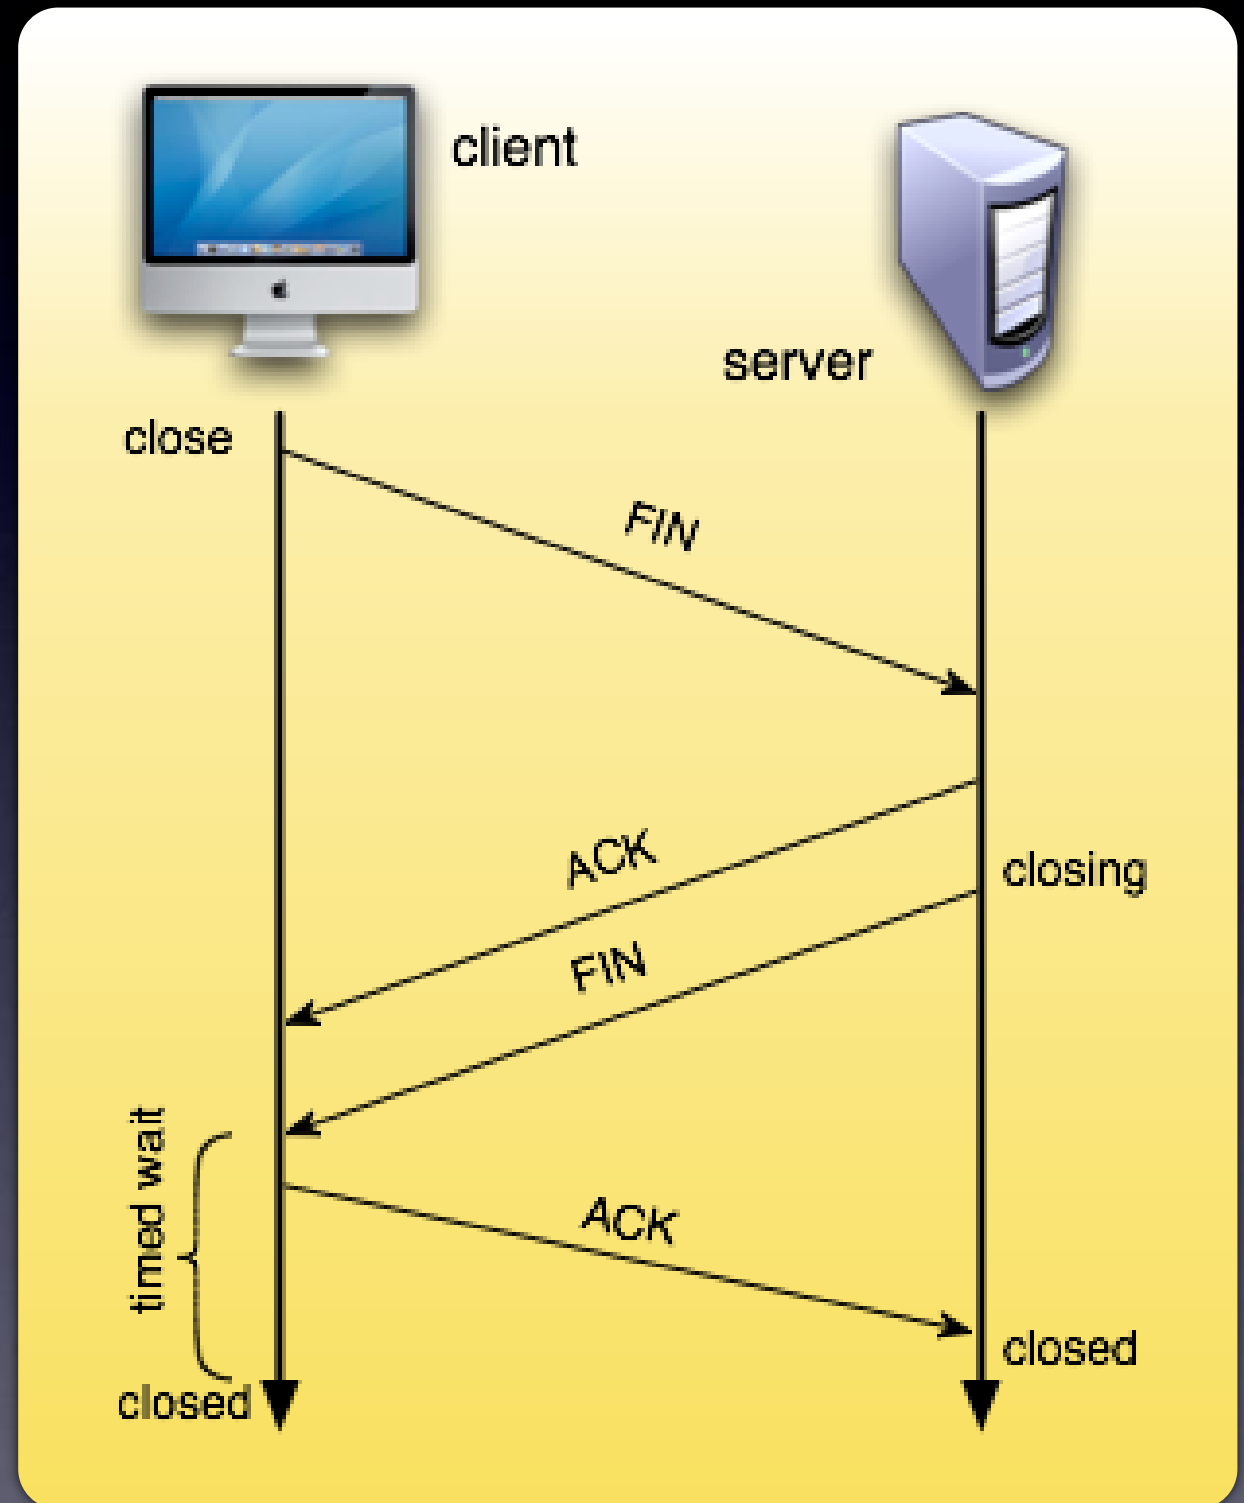 client
server
close
FIN
ACK
closing
FIN
timed wait
ACK
closed
closed